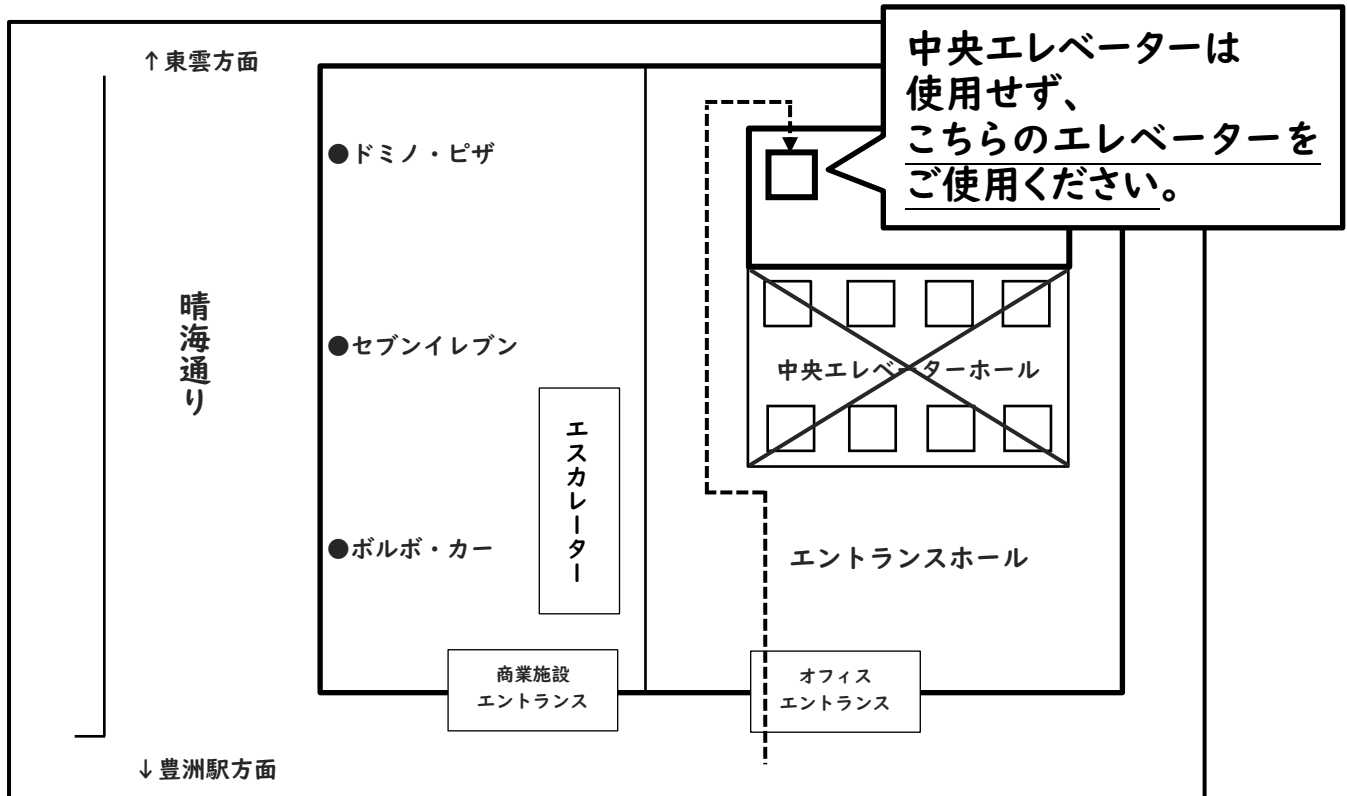 ↑東雲方面
中央エレベーターは
使用せず、
こちらのエレベーターを
ご使用ください。
●ドミノ・ピザ
晴海通り
●セブンイレブン
中央エレベーターホール
エスカレーター
●ボルボ・カー
エントランスホール
商業施設
エントランス
オフィス
エントランス
↓豊洲駅方面